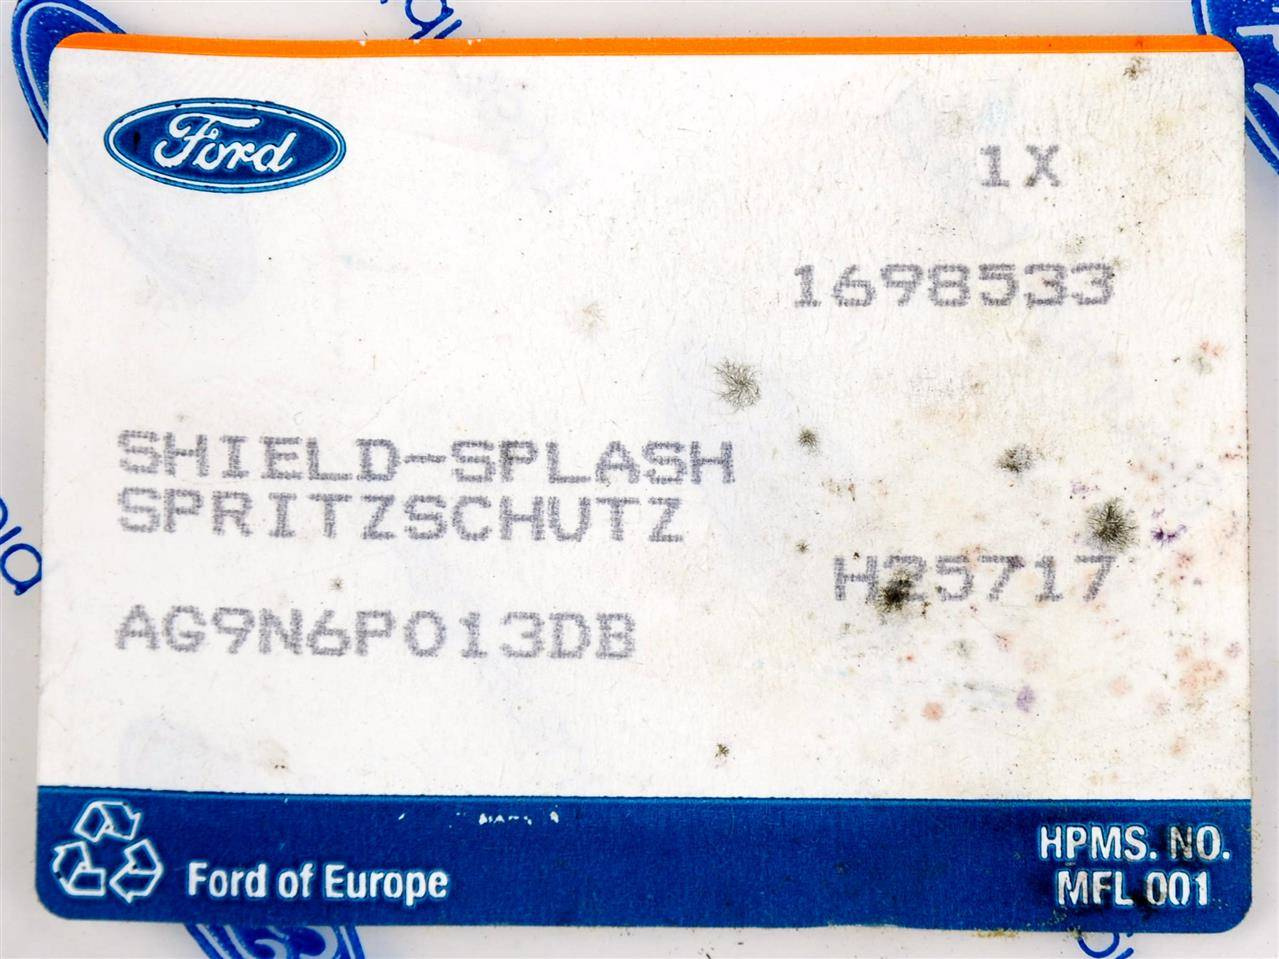 Ford
1X
1698533
SHIELD-SPLASH
SPRITZSCHUTZ
H25717
AG9N6P013DB
Ford of Europe
HPMS. NO.
MFL 001